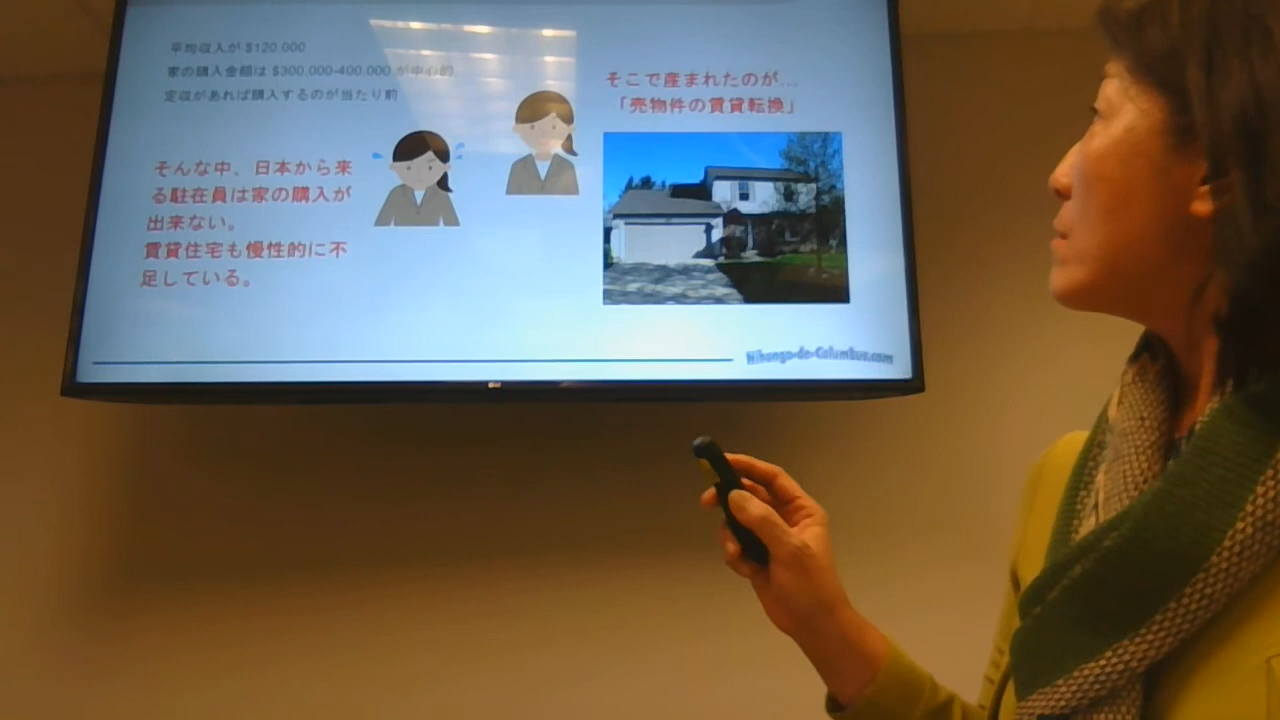 平均収入が $120,000
家の購入金額は $300,000-400,000 が中心的
定収があれば購入するのが当たり前
そんな中、日本から来
る駐在員は家の購入が
出来ない。
賃貸住宅も慢性的に不
足している。
そこで産まれたのが…
「売物件の賃貸転換」
Nihongo-de-Columbus.com
LG